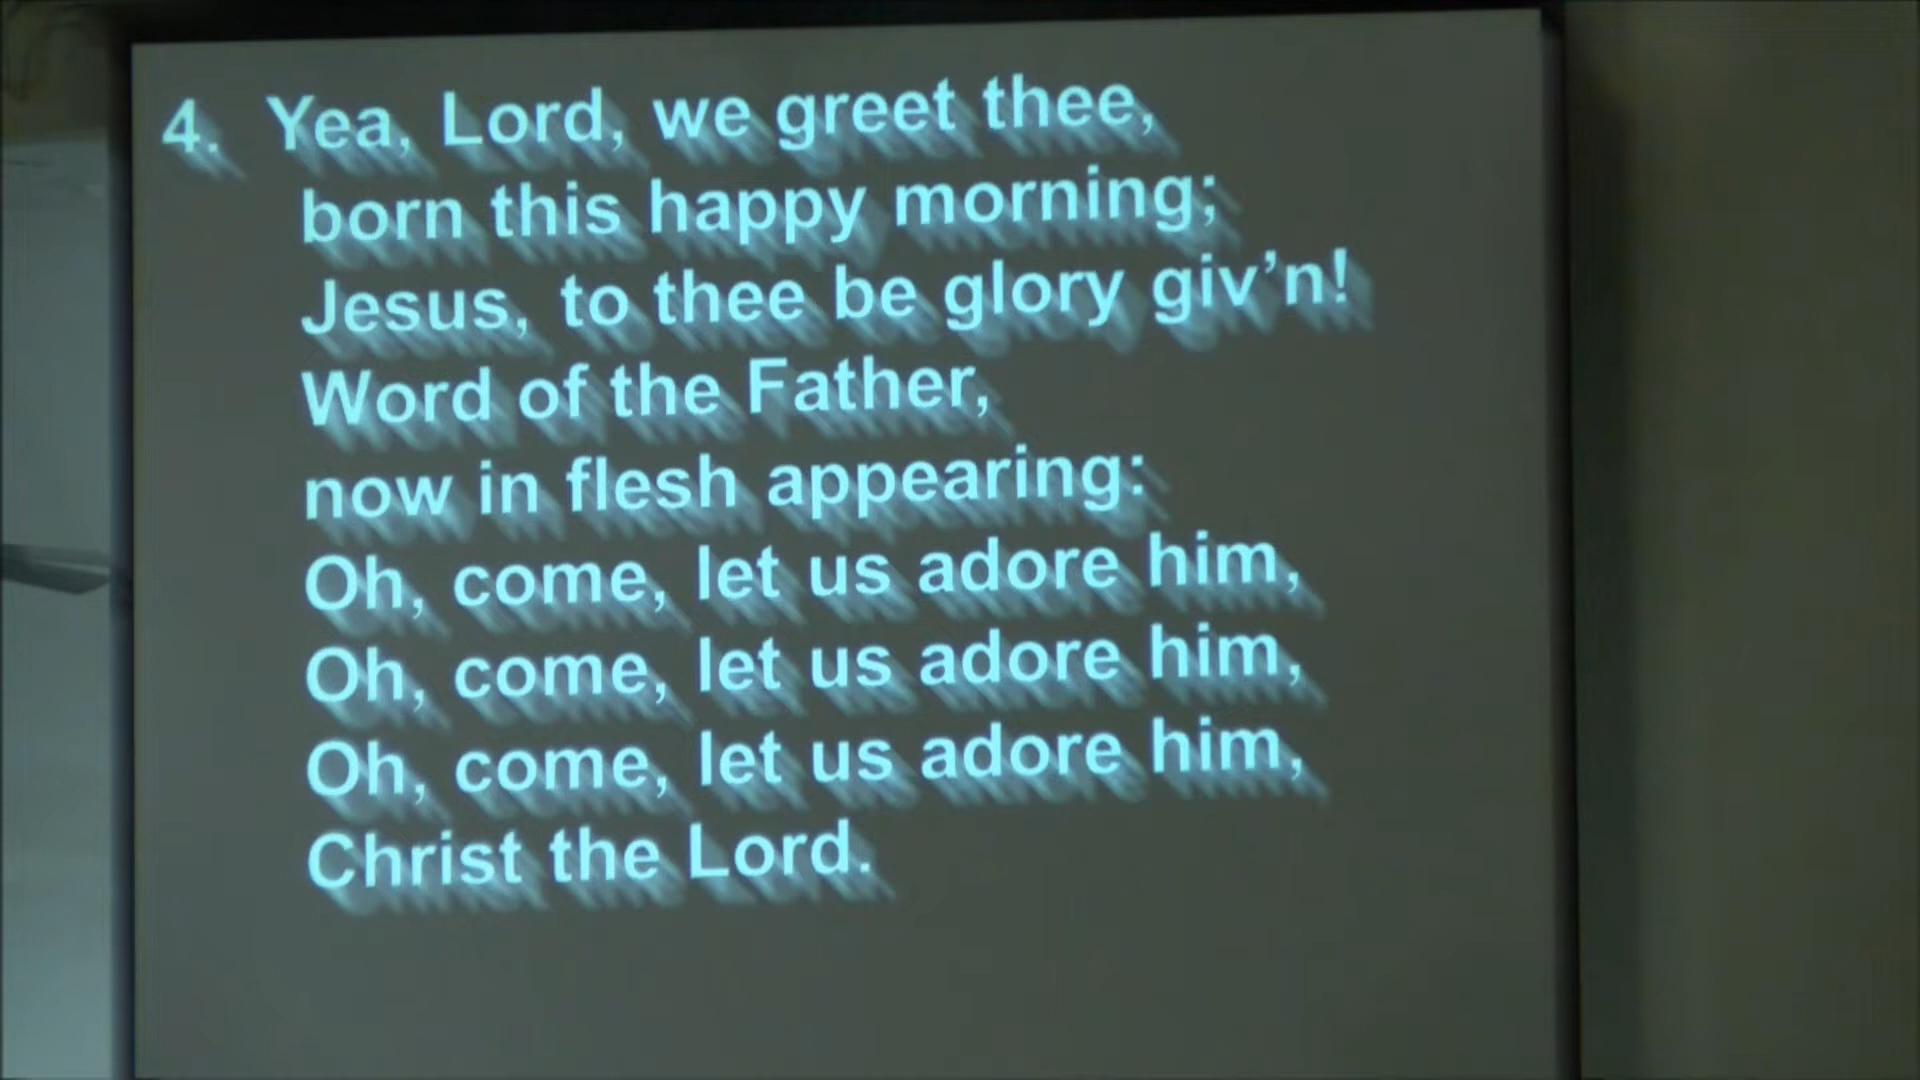 4. Yea, Lord, we greet thee,
born this happy morning;
Jesus, to thee be glory giv’n!
Word of the Father,
now in flesh appearing:
Oh, come, let us adore him,
Oh, come, let us adore him,
Oh, come, let us adore him,
Christ the Lord.